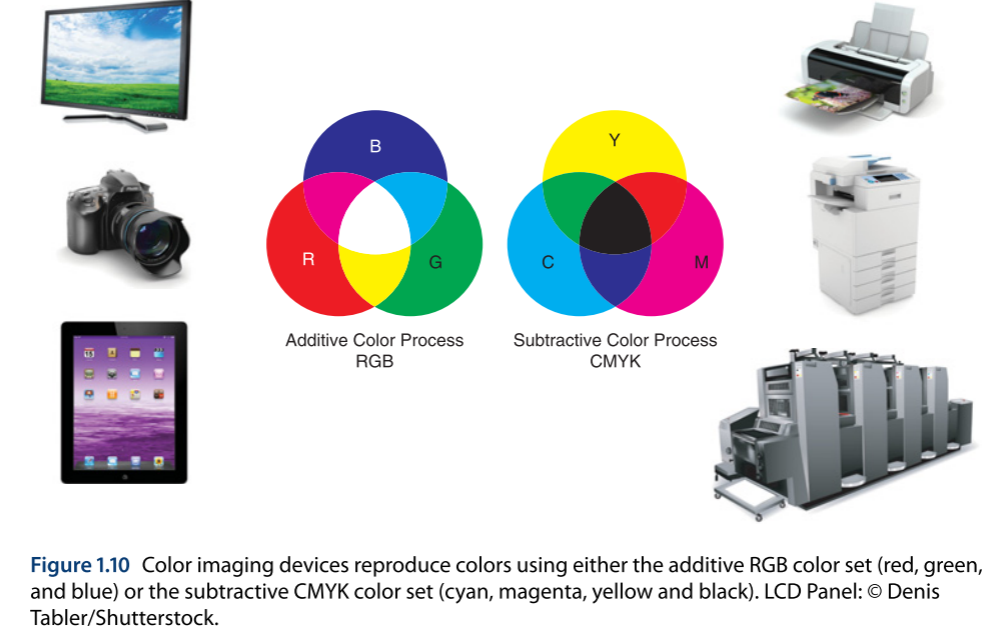 B
R
G
Additive Color Process
RGB
Y
C
M
Subtractive Color Process
CMYK
Figure 1.10 Color imaging devices reproduce colors using either the additive RGB color set (red, green,
and blue) or the subtractive CMYK color set (cyan, magenta, yellow and black). LCD Panel: © Denis
Tabler/Shutterstock.